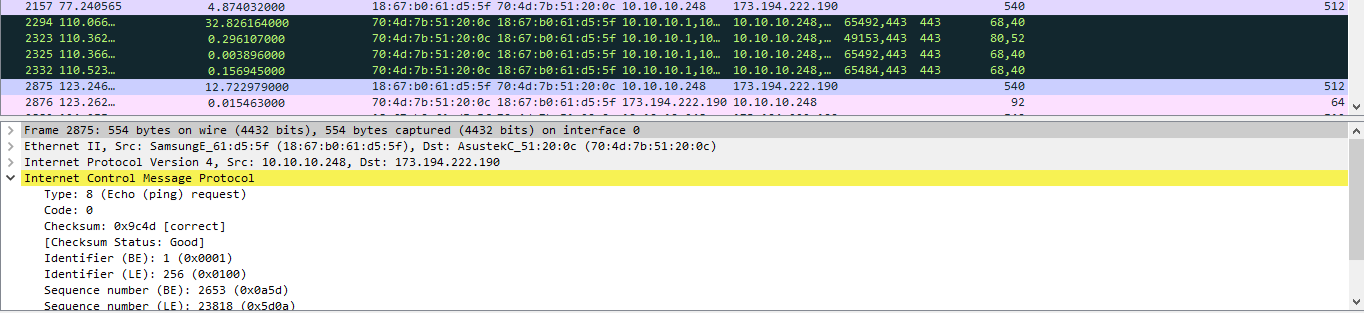 2157 77.240565 4.874032000 18:67:b0:61:d5:5f 70:4d:7b:51:20:0c 10.10.10.248 173.194.222.190 540 512
2294 110.066… 32.826164000 70:4d:7b:51:20:0c 18:67:b0:61:d5:5f 10.10.10.1,10… 10.10.10.248,… 65492,443 443 68,40
2323 110.362… 0.296107000 70:4d:7b:51:20:0c 18:67:b0:61:d5:5f 10.10.10.1,10… 10.10.10.248,… 49153,443 443 80,52
2325 110.366… 0.003896000 70:4d:7b:51:20:0c 18:67:b0:61:d5:5f 10.10.10.1,10… 10.10.10.248,… 65492,443 443 68,40
2332 110.523… 0.156945000 70:4d:7b:51:20:0c 18:67:b0:61:d5:5f 10.10.10.1,10… 10.10.10.248,… 65484,443 443 68,40
2875 123.246… 12.722979000 18:67:b0:61:d5:5f 70:4d:7b:51:20:0c 10.10.10.248 173.194.222.190 540 512
2876 123.262… 0.015463000 70:4d:7b:51:20:0c 18:67:b0:61:d5:5f 173.194.222.190 10.10.10.248 92 64
Frame 2875: 554 bytes on wire (4432 bits), 554 bytes captured (4432 bits) on interface 0
Ethernet II, Src: SamsungE_61:d5:5f (18:67:b0:61:d5:5f), Dst: AsustekC_51:20:0c (70:4d:7b:51:20:0c)
Internet Protocol Version 4, Src: 10.10.10.248, Dst: 173.194.222.190
Internet Control Message Protocol
Type: 8 (Echo (ping) request)
Code: 0
Checksum: 0x9c4d [correct]
[Checksum Status: Good]
Identifier (BE): 1 (0x0001)
Identifier (LE): 256 (0x0100)
Sequence number (BE): 2653 (0x0a5d)
Sequence number (LE): 23818 (0x5d0a)